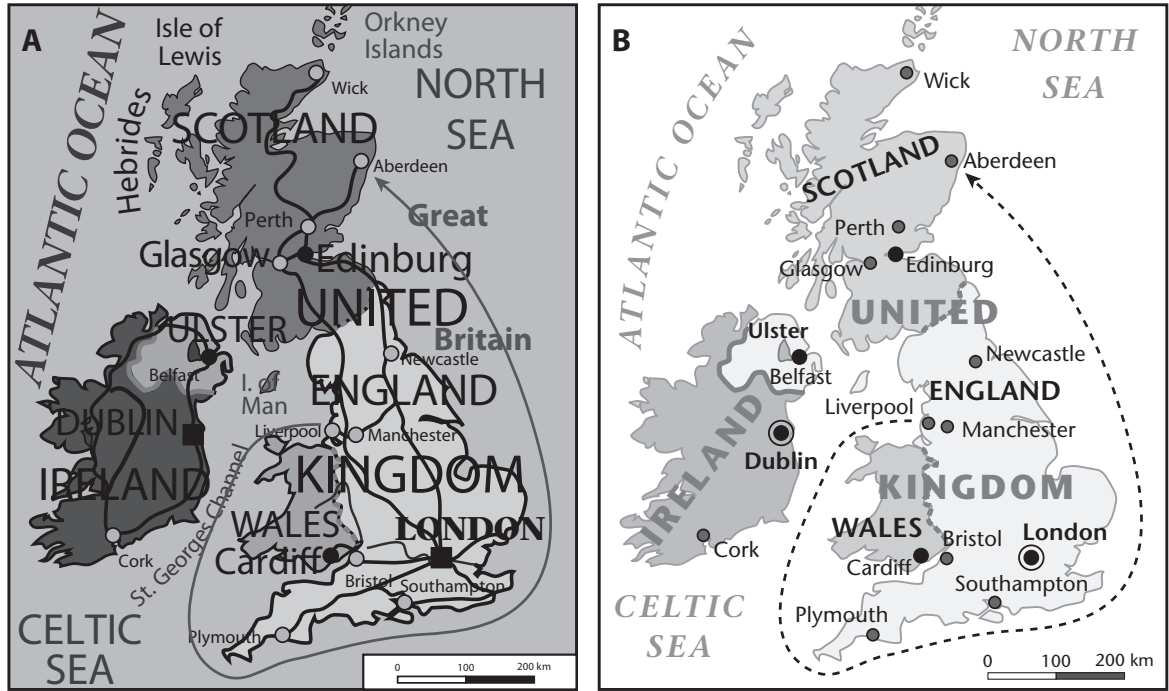 A
Isle of
Lewis
Orkney
Islands
ATLANTIC OCEAN
Hebrides
NORTH
SEA
Wick
SCOTLAND
Aberdeen
Perth
Great
Glasgow
Edinburg
UNITED
ULSTER
Britain
Newcastle
Belfast
I. of
Man
ENGLAND
DUBLIN
Liverpool
Manchester
IRELAND
KINGDOM
St. Georges Channel
WALES
LONDON
Cardiff
Cork
Bristol
Southampton
Plymouth
CELTIC
SEA
0 100 200 km
B
ATLANTIC OCEAN
NORTH
SEA
Wick
SCOTLAND
Aberdeen
Perth
Glasgow
Edinburg
UNITED
Ulster
Newcastle
Belfast
ENGLAND
Liverpool
Manchester
IRELAND
Dublin
KINGDOM
WALES
Bristol
London
Cork
Cardiff
Southampton
CELTIC
SEA
Plymouth
0 100 200 km